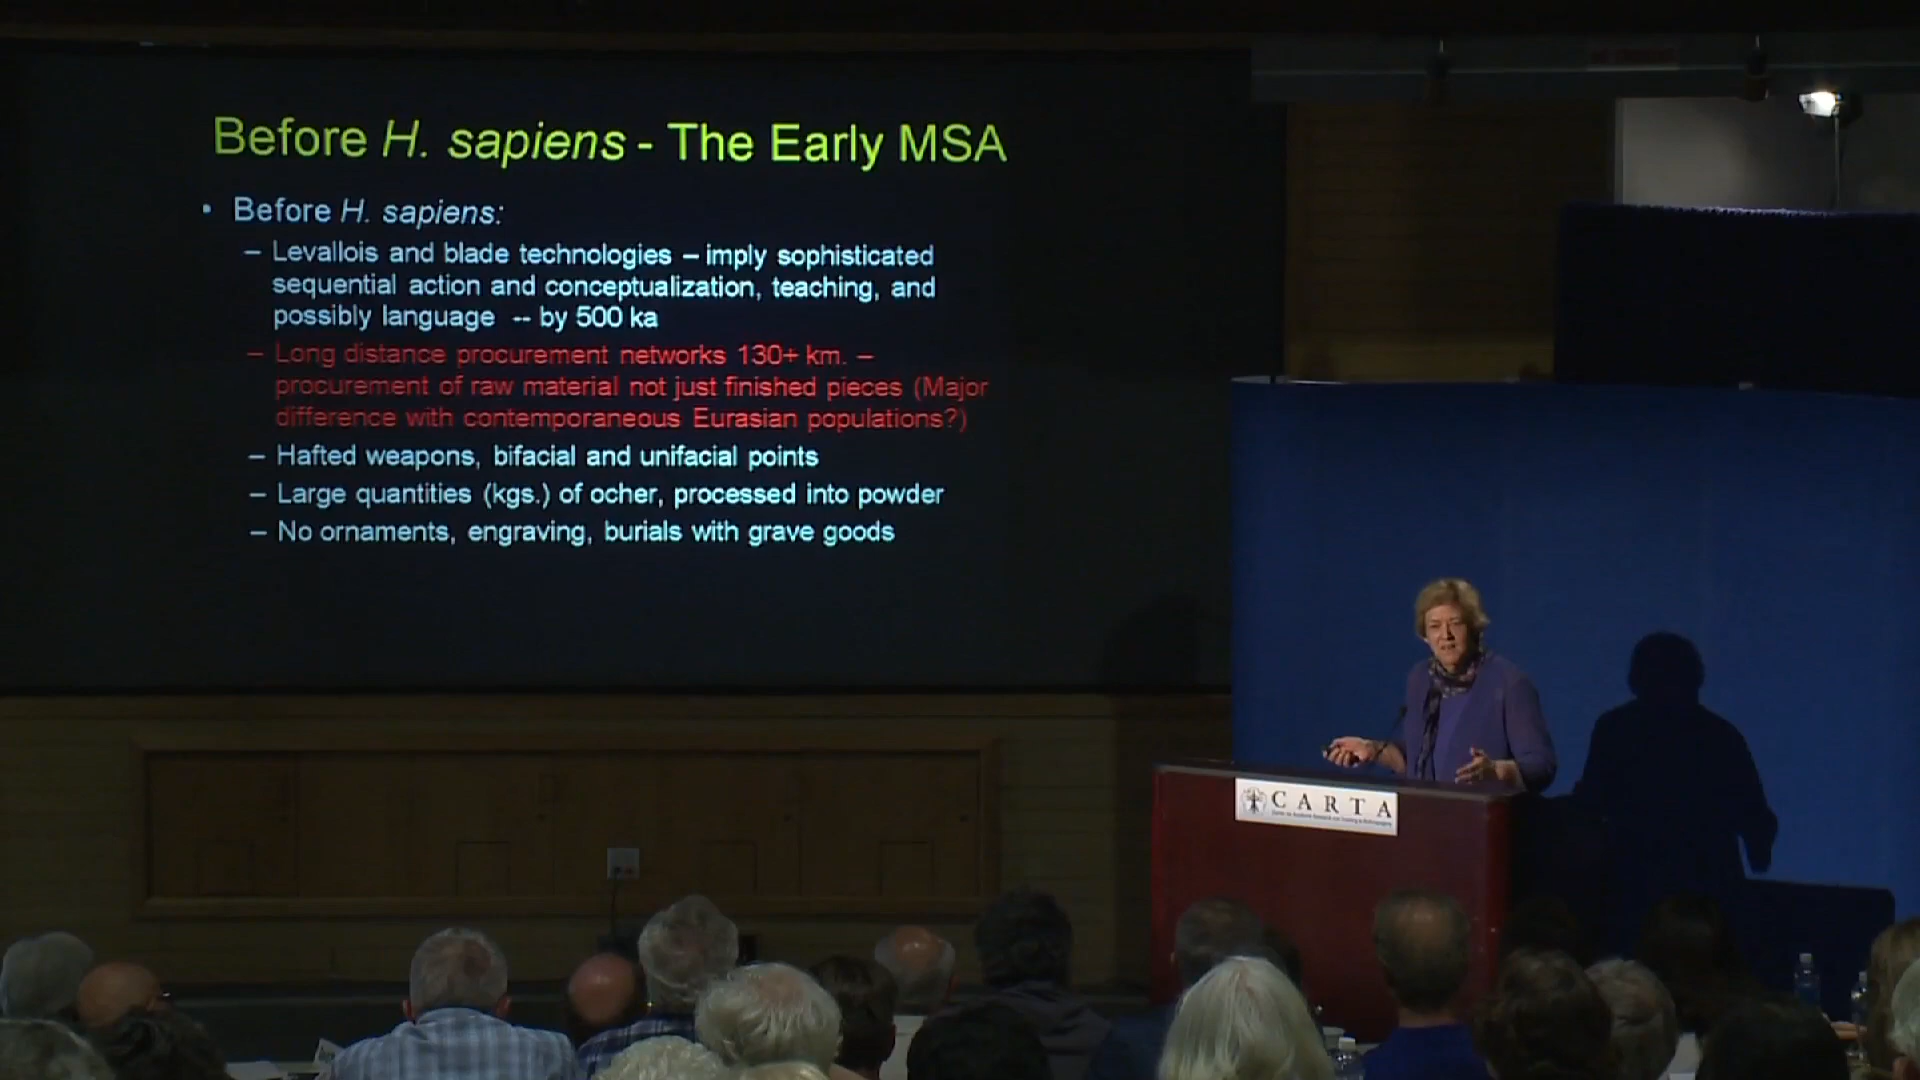 Before H. sapiens - The Early MSA
• Before H. sapiens:
– Levallois and blade technologies – imply sophisticated
sequential action and conceptualization, teaching, and
possibly language -- by 500 ka
– Long distance procurement networks 130+ km. –
procurement of raw material not just finished pieces (Major
difference with contemporaneous Eurasian populations?)
– Hafted weapons, bifacial and unifacial points
– Large quantities (kgs.) of ocher, processed into powder
– No ornaments, engraving, burials with grave goods
CARTA